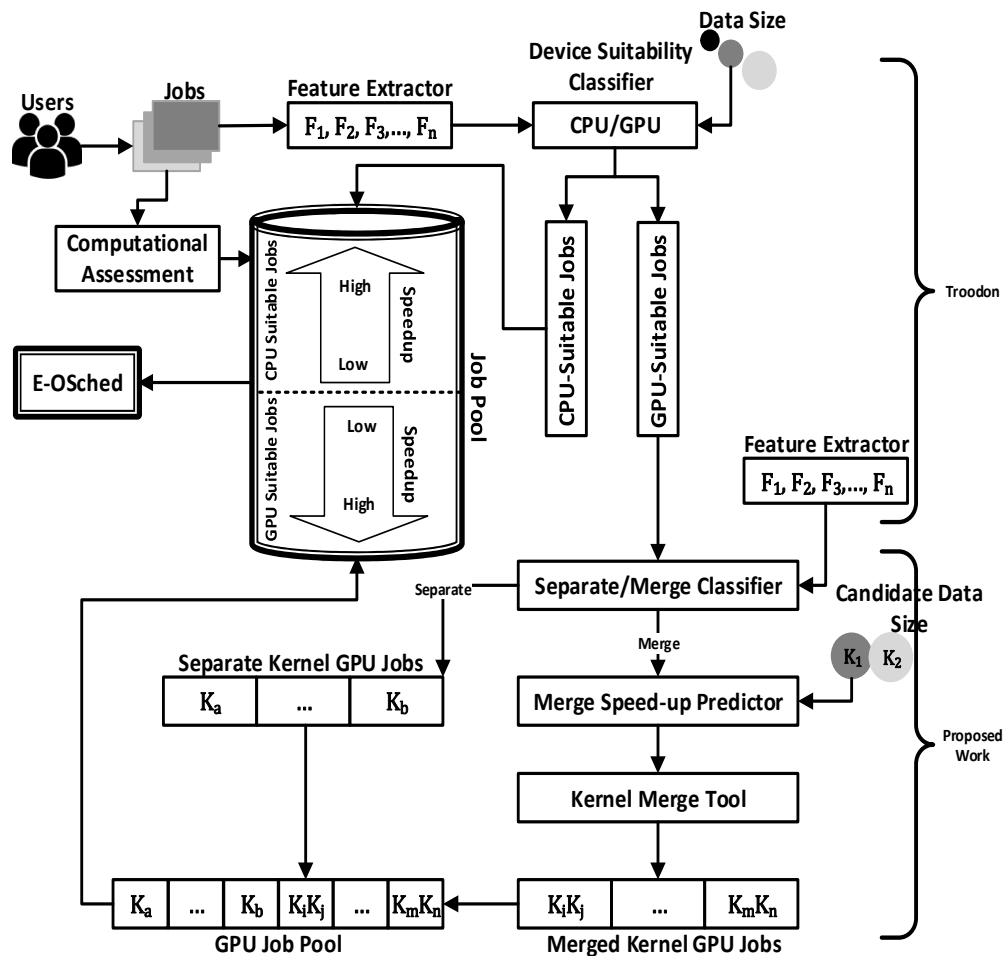 Data Size
Device Suitability
Classifier
Users
Jobs
Feature Extractor
F1, F2, F3,..., Fn
CPU/GPU
Computational
Assessment
CPU Suitable Jobs
High
Speedup
Low
CPU-Suitable Jobs
GPU-Suitable Jobs
Troodon
E-OSched
Job Pool
GPU Suitable Jobs
Low
Speedup
High
Feature Extractor
F1, F2, F3,..., Fn
Separate
Separate/Merge Classifier
Candidate Data
Size
Merge
K1
K2
Separate Kernel GPU Jobs
Ka
...
Kb
Merge Speed-up Predictor
Proposed
Work
Kernel Merge Tool
Ka
...
Kb
KiKj
...
KmKn
GPU Job Pool
KiKj
...
KmKn
Merged Kernel GPU Jobs